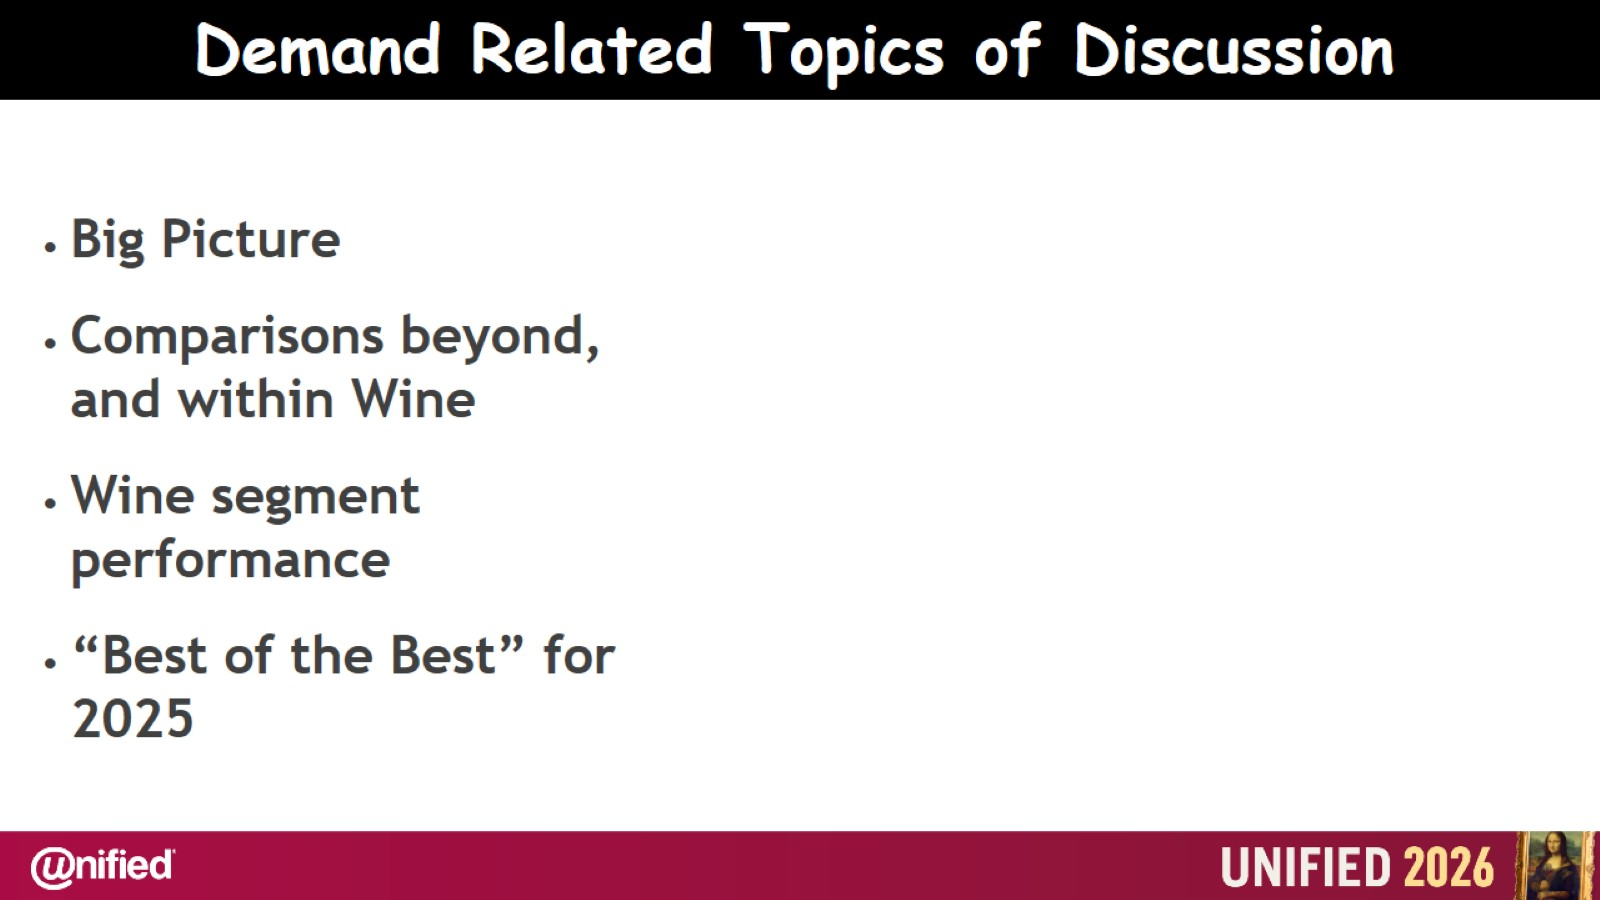 Demand Related Topics of Discussion
• Big Picture
• Comparisons beyond,
and within Wine
• Wine segment
performance
• “Best of the Best” for
2025
@unified
UNIFIED 2026